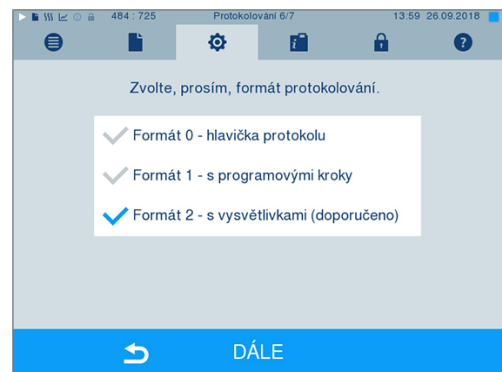 484 : 725 Protokolování 6/7 13:59 26.09.2018
Zvolte, prosím, formát protokolování.
Formát 0 - hlavička protokolu
Formát 1 - s programovými kroky
Formát 2 - s vysvětlivkami (doporučeno)
DÁLE